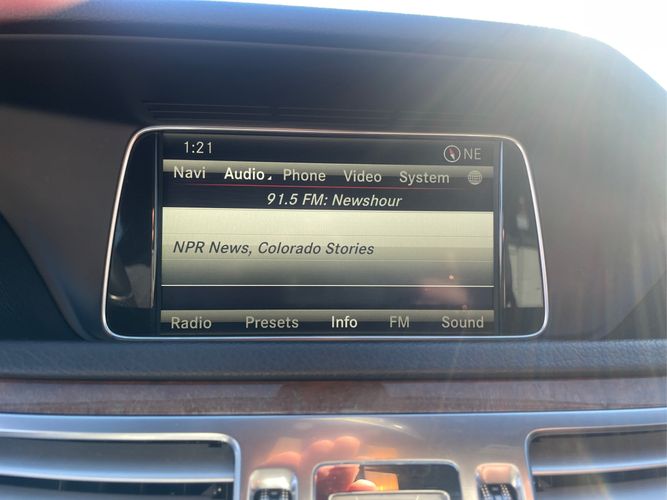 1:21 NE
Navi Audio Phone Video System
91.5 FM: Newshour
NPR News, Colorado Stories
Radio Presets Info FM Sound